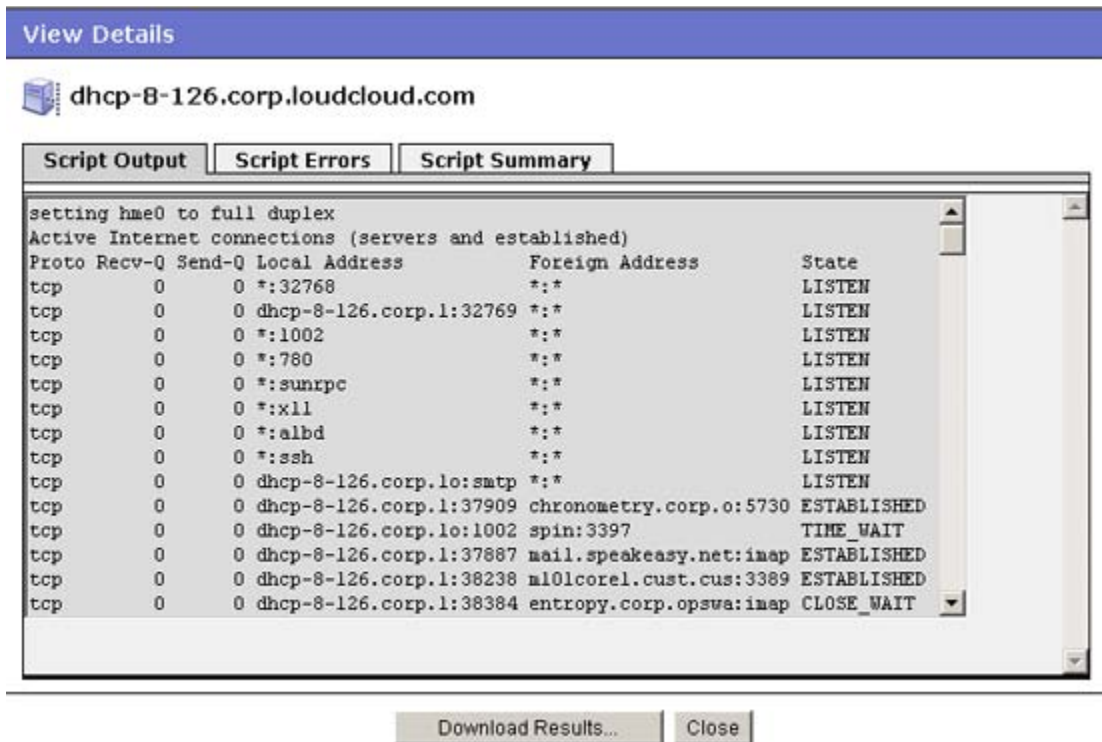 View Details
dhcp-8-126.corp.loudcloud.com
Script Output Script Errors Script Summary
setting hme0 to full duplex
Active Internet connections (servers and established)
Proto Recv-Q Send-Q Local Address Foreign Address State
tcp 0 0 *:32768 *:* LISTEN
tcp 0 0 dhcp-8-126.corp.l:32769 *:* LISTEN
tcp 0 0 *:1002 *:* LISTEN
tcp 0 0 *:780 *:* LISTEN
tcp 0 0 *:sunrpc *:* LISTEN
tcp 0 0 *:x11 *:* LISTEN
tcp 0 0 *:albd *:* LISTEN
tcp 0 0 *:ssh *:* LISTEN
tcp 0 0 dhcp-8-126.corp.lo:smtp *:* LISTEN
tcp 0 0 dhcp-8-126.corp.l:37909 chronometry.corp.o:5730 ESTABLISHED
tcp 0 0 dhcp-8-126.corp.lo:1002 spin:3397 TIME_WAIT
tcp 0 0 dhcp-8-126.corp.l:37887 mail.speakeasy.net:imap ESTABLISHED
tcp 0 0 dhcp-8-126.corp.l:38238 m101core1.cust.cus:3389 ESTABLISHED
tcp 0 0 dhcp-8-126.corp.l:38384 entropy.corp.opswa:imap CLOSE_WAIT
Download Results... Close